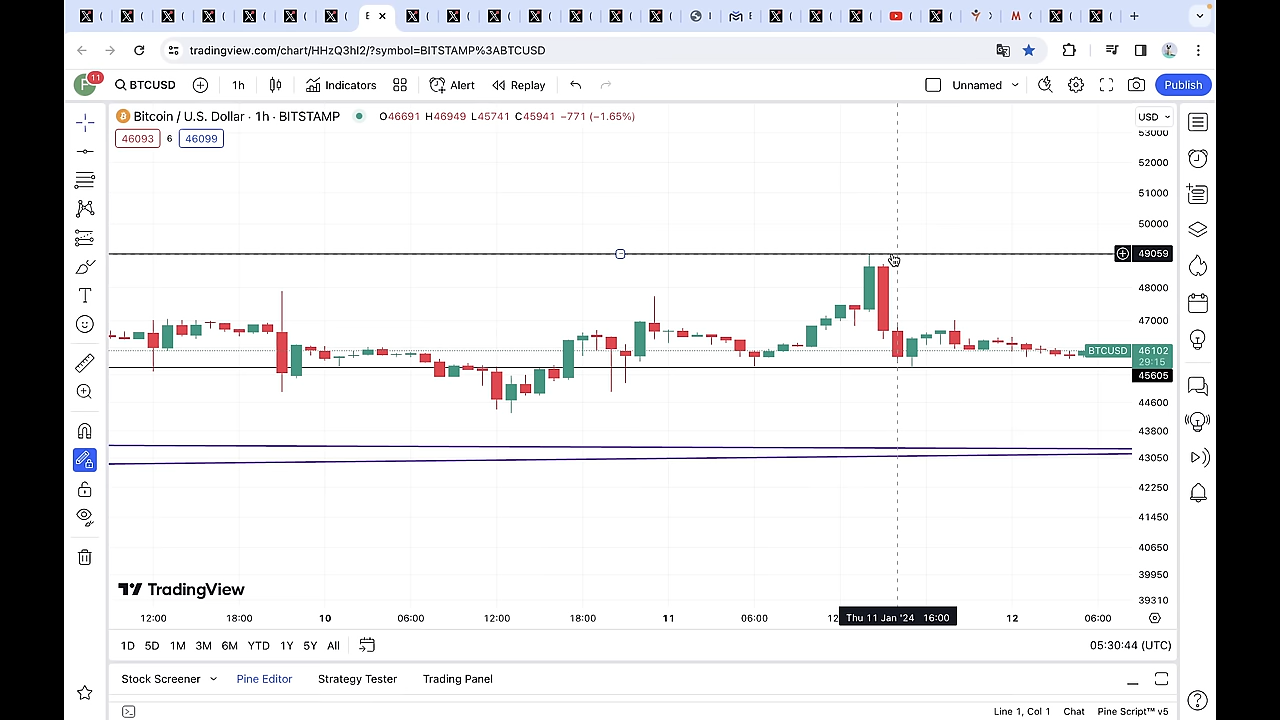 tradingview.com/chart/HHzQ3hI2/?symbol=BITSTAMP%3ABTCUSD
11
BTCUSD
1h
Indicators
Alert
Replay
Unnamed
Publish
Bitcoin / U.S. Dollar · 1h · BITSTAMP
O46691 H46949 L45741 C45941 −771 (−1.65%)
USD
46093 6 46099
53000
52000
51000
50000
49059
48000
47000
BTCUSD 46102
29:15
45605
44600
43800
43050
42250
41450
40650
39950
39310
TradingView
12:00 18:00 10 06:00 12:00 18:00 11 06:00 12 Thu 11 Jan '24 16:00 12 06:00
1D 5D 1M 3M 6M YTD 1Y 5Y All
05:30:44 (UTC)
Stock Screener Pine Editor Strategy Tester Trading Panel
Line 1, Col 1 Chat Pine Script™ v5